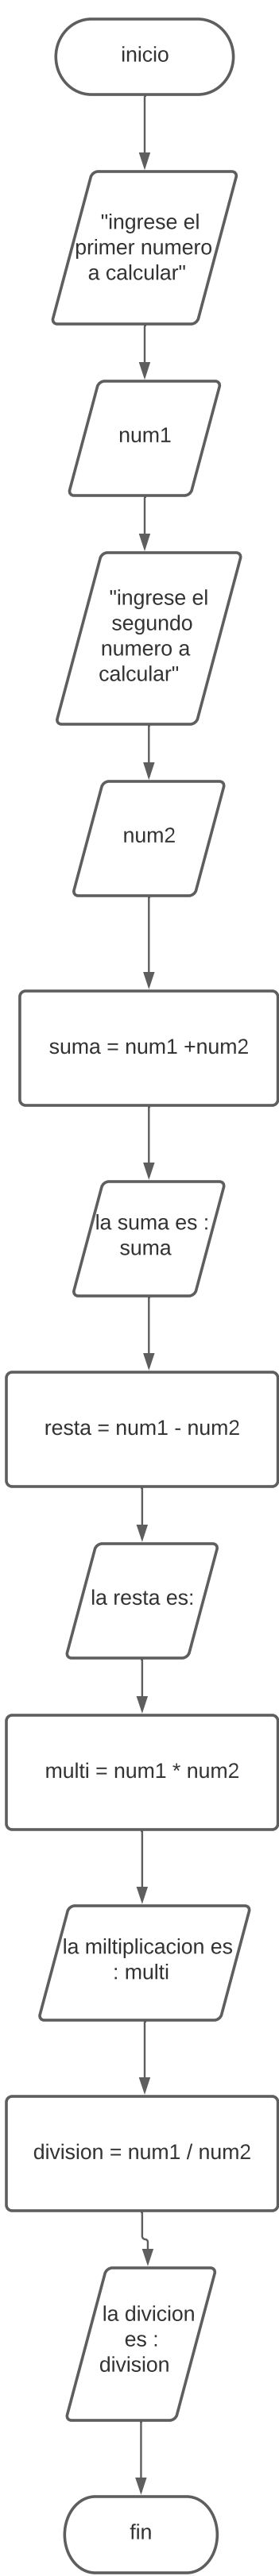 inicio
"ingrese el
primer numero
a calcular"
num1
"ingrese el
segundo
numero a
calcular"
num2
suma = num1 +num2
la suma es :
suma
resta = num1 - num2
la resta es:
multi = num1 * num2
la miltiplicacion es
: multi
division = num1 / num2
la divicion
es :
division
fin